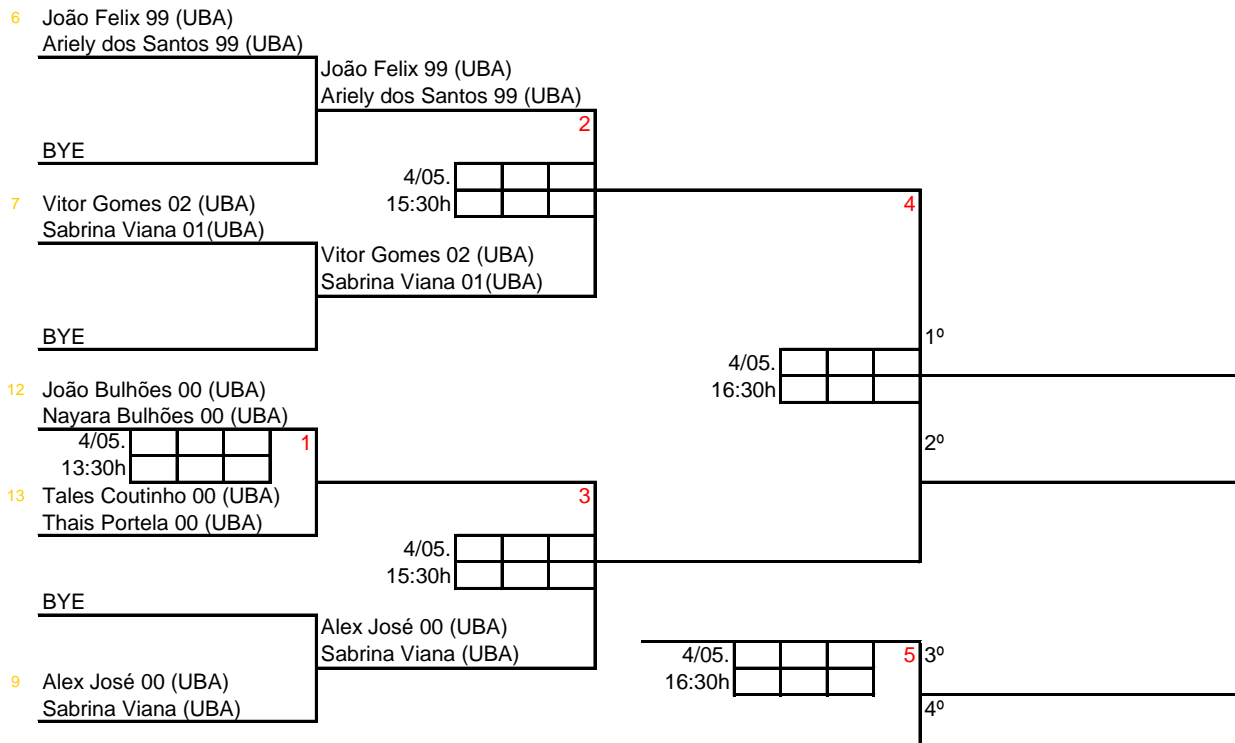 6 João Felix 99 (UBA)
Ariely dos Santos 99 (UBA)
João Felix 99 (UBA)
Ariely dos Santos 99 (UBA)
2
BYE
4/05.
15:30h
7 Vitor Gomes 02 (UBA)
Sabrina Viana 01(UBA)
4
Vitor Gomes 02 (UBA)
Sabrina Viana 01(UBA)
BYE
1º
4/05.
16:30h
12 João Bulhões 00 (UBA)
Nayara Bulhões 00 (UBA)
4/05.
13:30h
1
2º
13 Tales Coutinho 00 (UBA)
Thais Portela 00 (UBA)
3
4/05.
15:30h
BYE
Alex José 00 (UBA)
Sabrina Viana (UBA)
4/05.
16:30h
5 3º
9 Alex José 00 (UBA)
Sabrina Viana (UBA)
4º